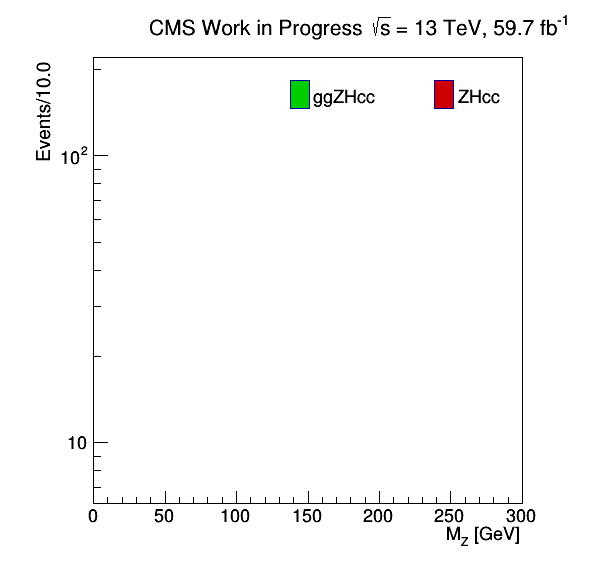 CMS Work in Progress √s = 13 TeV, 59.7 fb⁻¹
Events/10.0
ggZHcc
ZHcc
10²
10
0 50 100 150 200 250 300
M_Z [GeV]